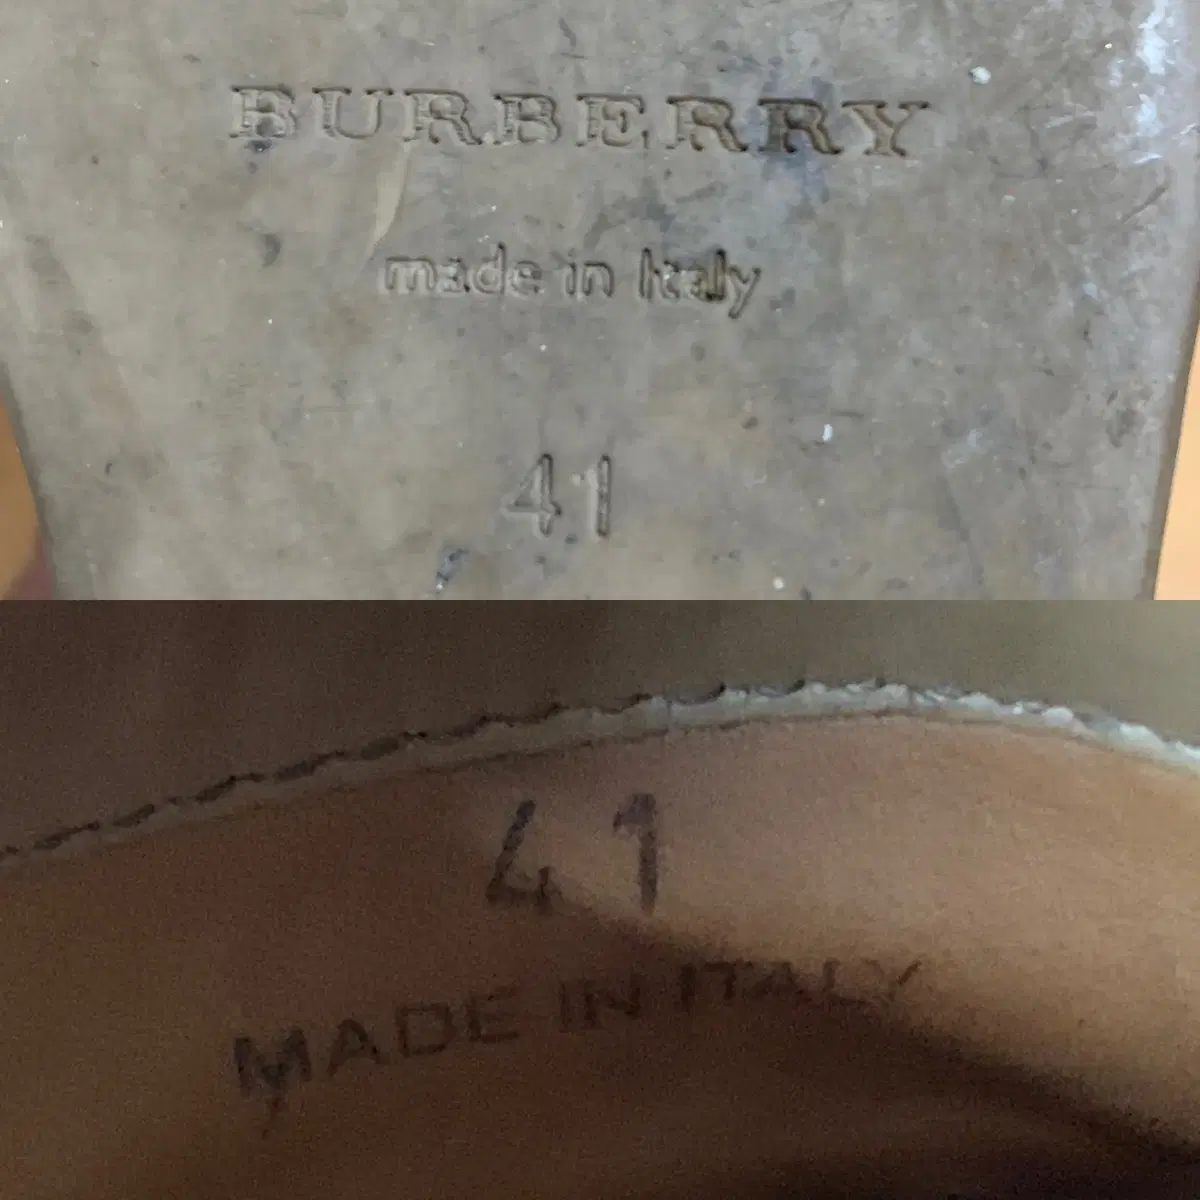 BURBERRY
made in Italy
41
41
MADE IN ITALY